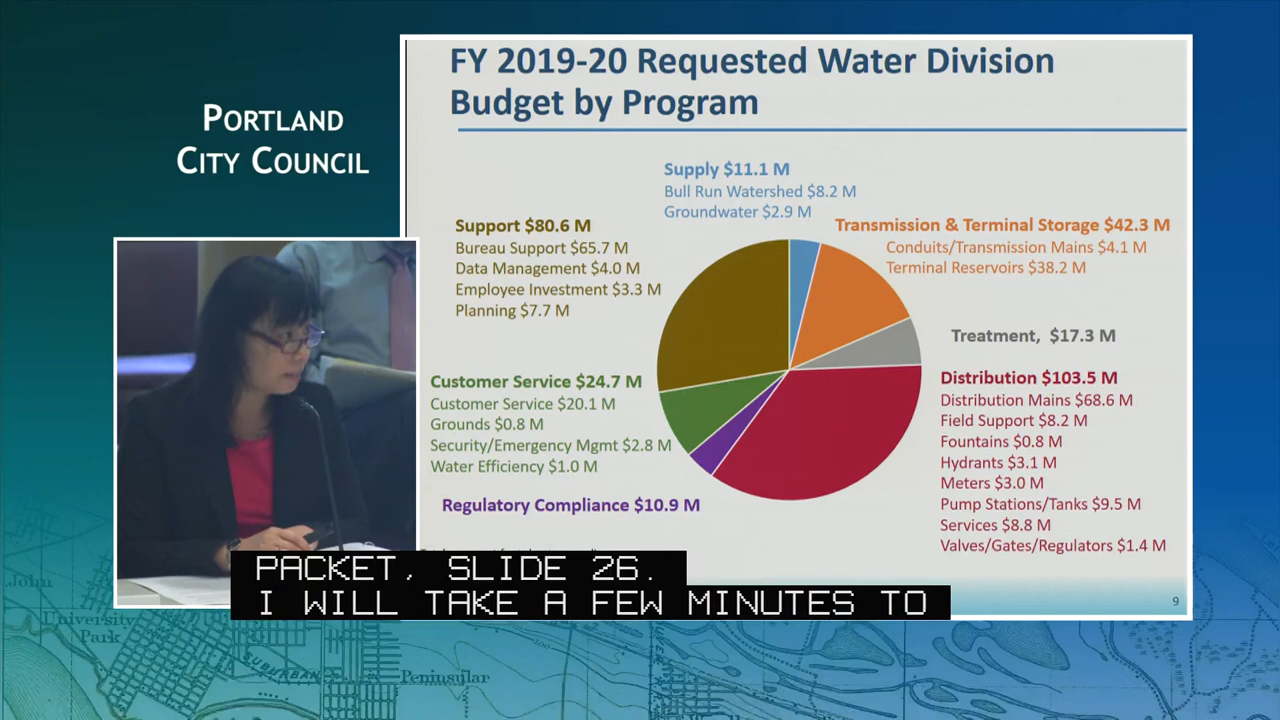 PORTLAND
CITY COUNCIL
FY 2019-20 Requested Water Division
Budget by Program
Supply $11.1 M
Bull Run Watershed $8.2 M
Groundwater $2.9 M
Support $80.6 M
Bureau Support $65.7 M
Data Management $4.0 M
Employee Investment $3.3 M
Planning $7.7 M
Transmission & Terminal Storage $42.3 M
Conduits/Transmission Mains $4.1 M
Terminal Reservoirs $38.2 M
Treatment, $17.3 M
Customer Service $24.7 M
Customer Service $20.1 M
Grounds $0.8 M
Security/Emergency Mgmt $2.8 M
Water Efficiency $1.0 M
Distribution $103.5 M
Distribution Mains $68.6 M
Field Support $8.2 M
Fountains $0.8 M
Hydrants $3.1 M
Meters $3.0 M
Pump Stations/Tanks $9.5 M
Services $8.8 M
Valves/Gates/Regulators $1.4 M
Regulatory Compliance $10.9 M
PACKET, SLIDE 26.
I WILL TAKE A FEW MINUTES TO
9
John
University
Park
SUBURBAN
Peninsular